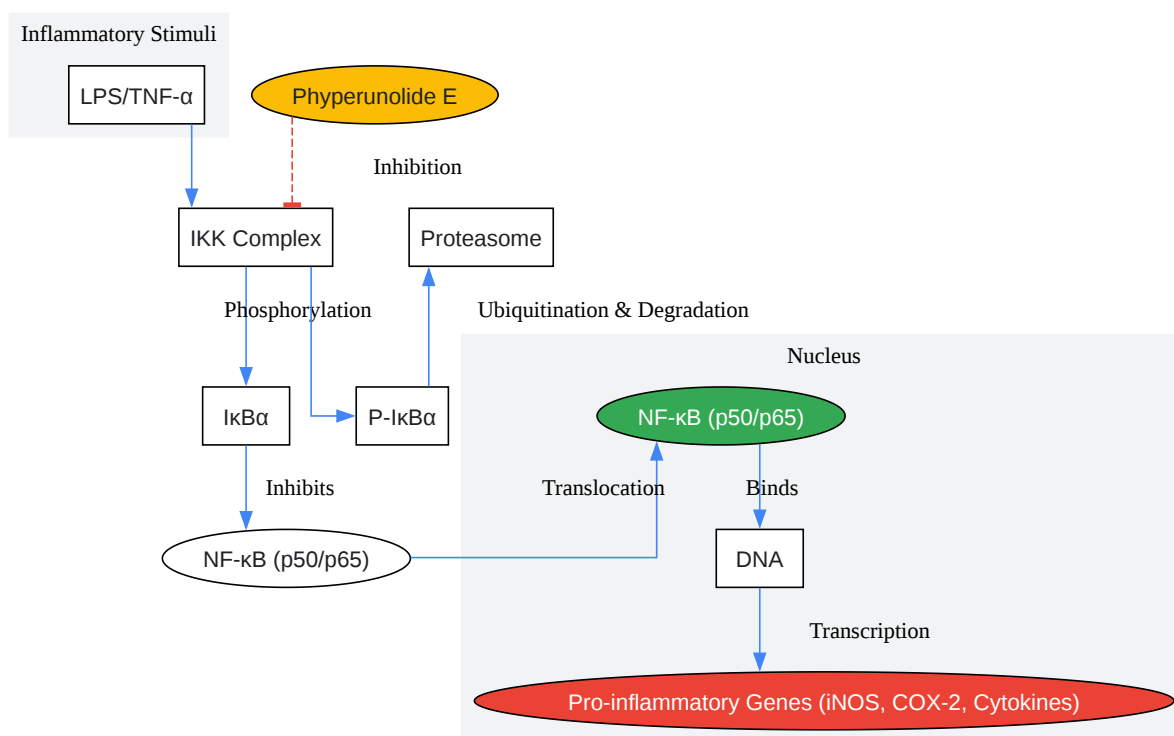 Inflammatory Stimuli
LPS/TNF-α
Phyperunolide E
Inhibition
IKK Complex
Proteasome
Phosphorylation
Ubiquitination & Degradation
Nucleus
IκBα
P-IκBα
NF-κB (p50/p65)
Inhibits
Translocation
Binds
NF-κB (p50/p65)
DNA
Transcription
Pro-inflammatory Genes (iNOS, COX-2, Cytokines)